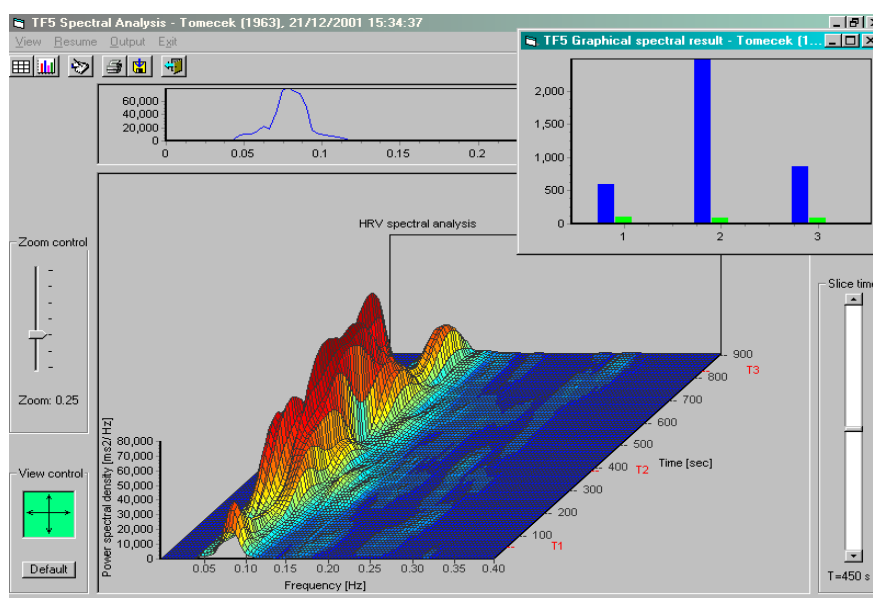 TF5 Spectral Analysis - Tomecek (1963), 21/12/2001 15:34:37
View Resume Output Exit
TF5 Graphical spectral result - Tomecek (1...
2,000
1,500
1,000
500
0
1 2 3
60,000
40,000
20,000
0
0 0.05 0.1 0.15 0.2
HRV spectral analysis
Zoom control
Zoom: 0.25
View control
Default
Slice time
T=450 s
Power spectral density [ms2/Hz]
80,000
70,000
60,000
50,000
40,000
30,000
20,000
10,000
0
0.05 0.10 0.15 0.20 0.25 0.30 0.35 0.40
Frequency [Hz]
900
T3
800
700
600
500
Time [sec]
400 T2
300
200
100
T1